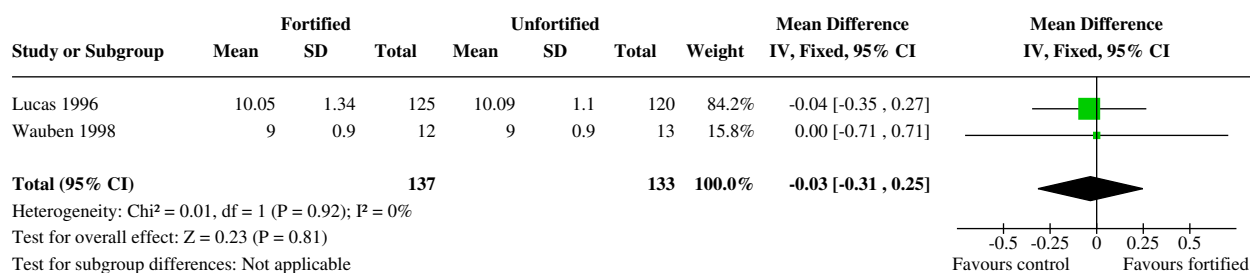 Fortified Unfortified Mean Difference Mean Difference
Study or Subgroup Mean SD Total Mean SD Total Weight IV, Fixed, 95% CI IV, Fixed, 95% CI
Lucas 1996 10.05 1.34 125 10.09 1.1 120 84.2% -0.04 [-0.35 , 0.27]
Wauben 1998 9 0.9 12 9 0.9 13 15.8% 0.00 [-0.71 , 0.71]
Total (95% CI) 137 133 100.0% -0.03 [-0.31 , 0.25]
Heterogeneity: Chi² = 0.01, df = 1 (P = 0.92); I² = 0%
Test for overall effect: Z = 0.23 (P = 0.81)
-0.5 -0.25 0 0.25 0.5
Test for subgroup differences: Not applicable Favours control Favours fortified